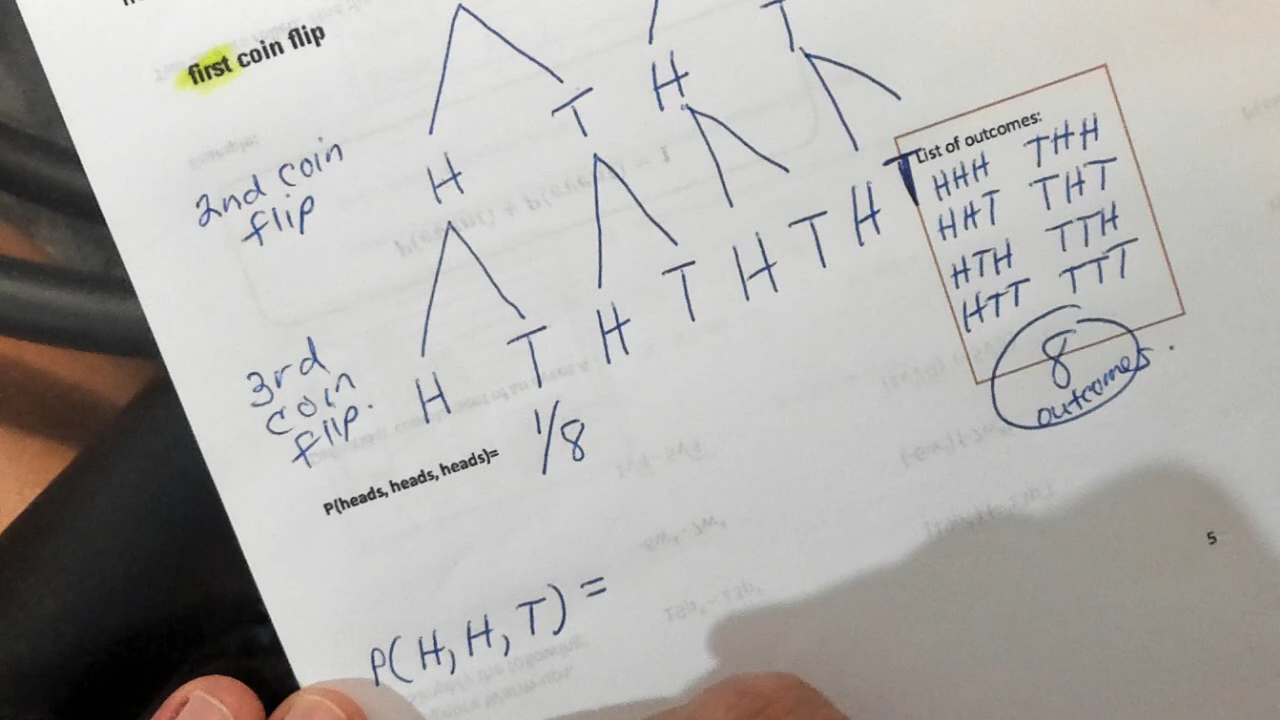 first coin flip
T
H
T
2nd coin
flip
H
3rd
coin
flip.
H
T
H
T
H
T
H
T
List of outcomes:
HHH THH
HHT THT
HTH TTH
HTT TTT
8
outcomes.
P(heads, heads, heads)= 1/8
P(H, H, T) =
5